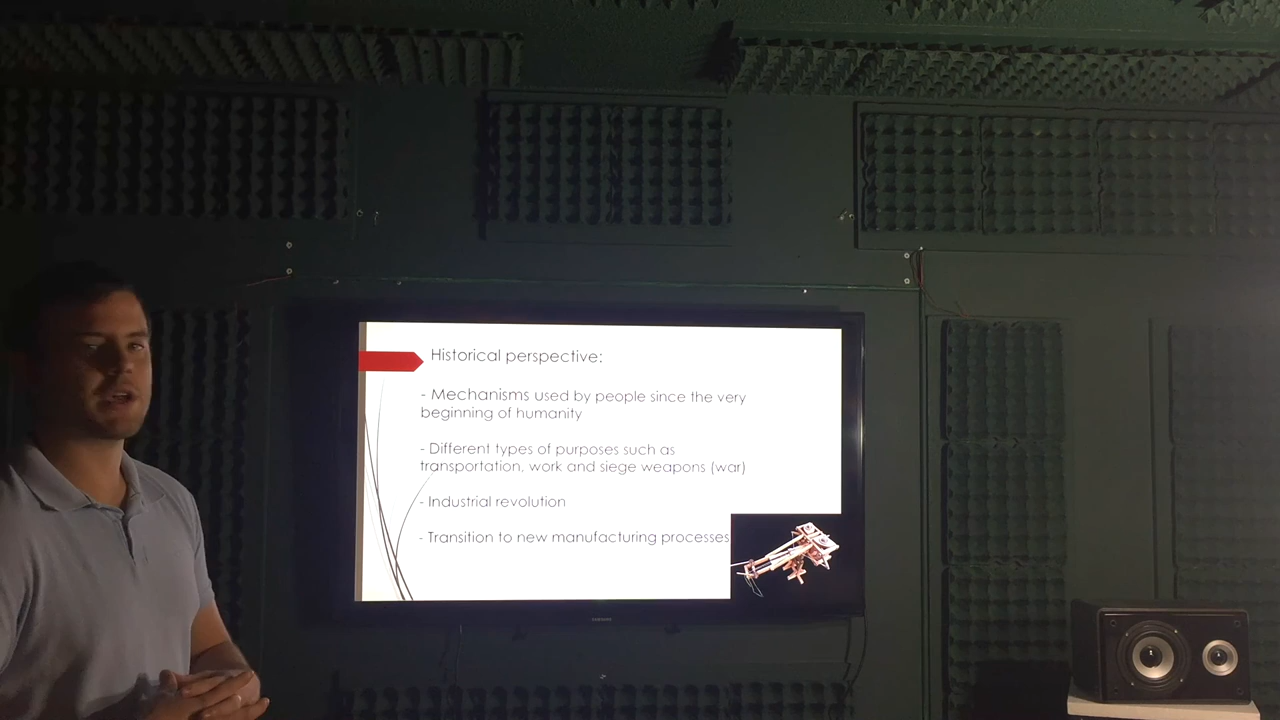 Historical perspective:
- Mechanisms used by people since the very
beginning of humanity
- Different types of purposes such as
transportation, work and siege weapons (war)
- Industrial revolution
- Transition to new manufacturing processes
SAMSUNG